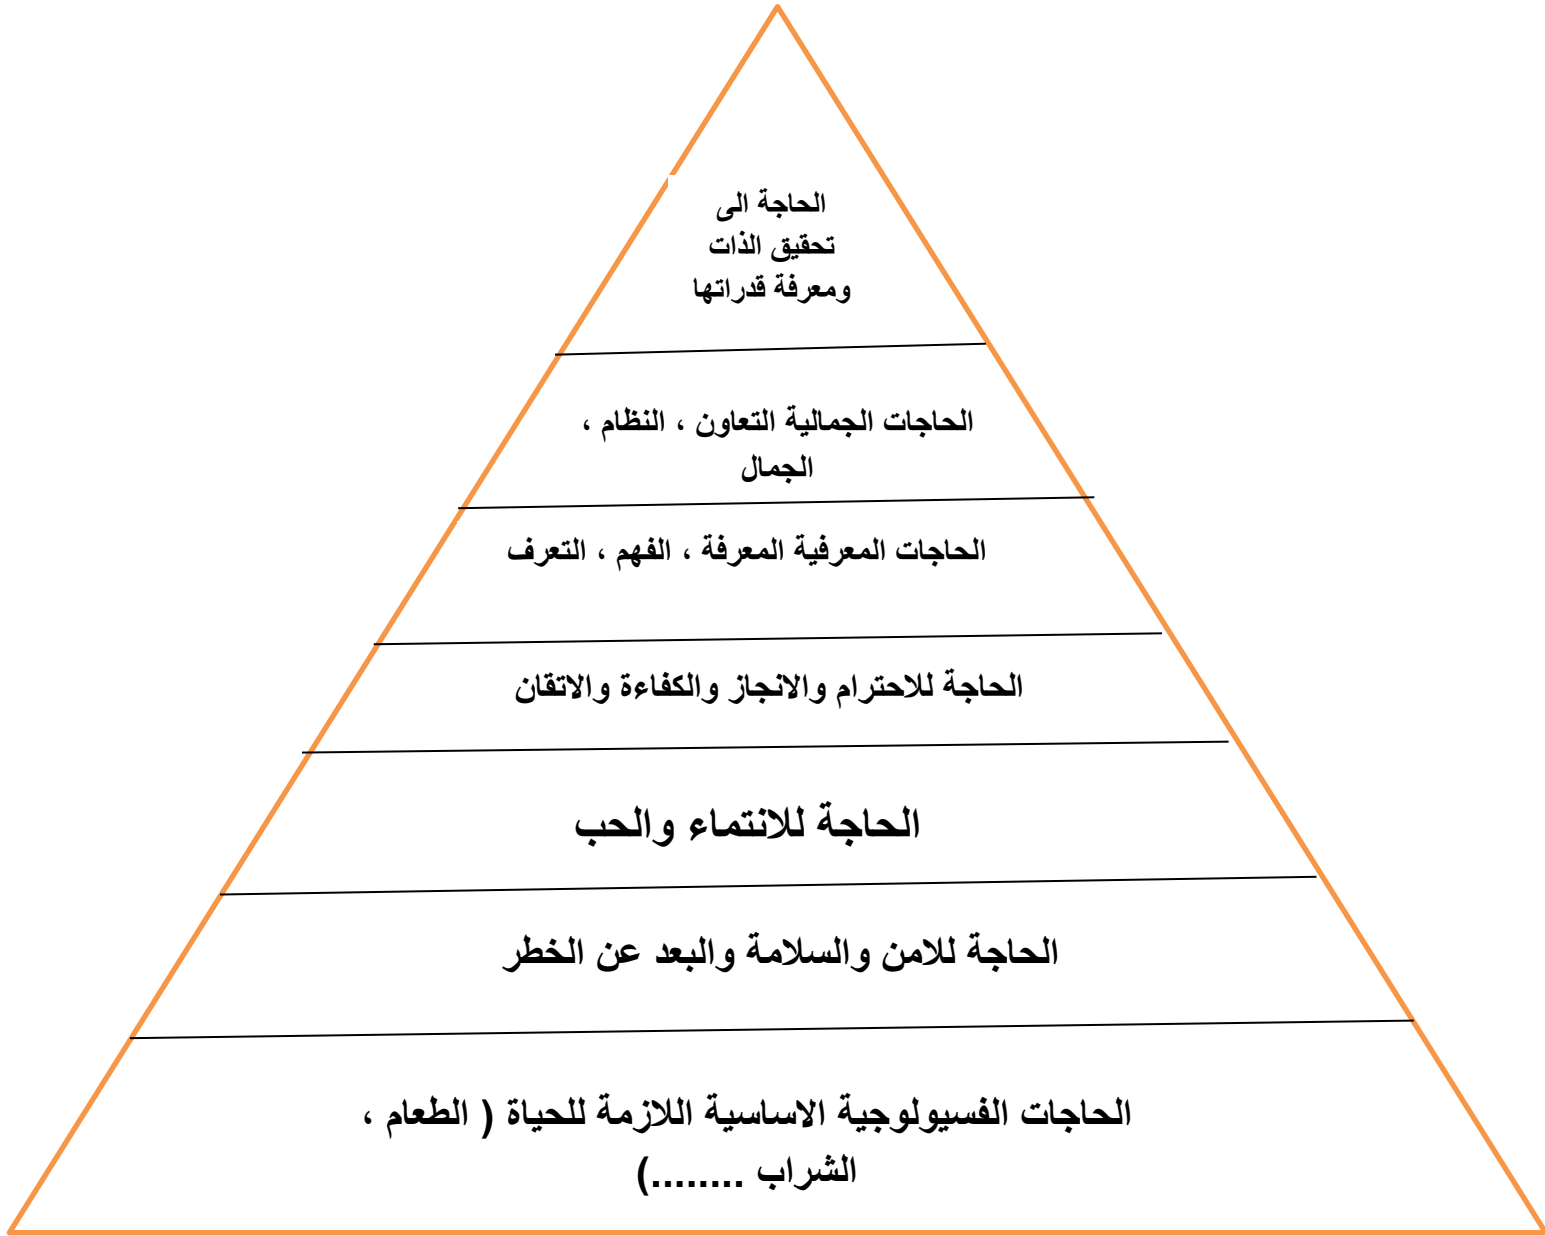 الحاجة الى
تحقيق الذات
ومعرفة قدراتها
الحاجات الجمالية التعاون ، النظام ،
الجمال
الحاجات المعرفية المعرفة ، الفهم ، التعرف
الحاجة للاحترام والانجاز والكفاءة والاتقان
الحاجة للانتماء والحب
الحاجة للامن والسلامة والبعد عن الخطر
الحاجات الفسيولوجية الاساسية اللازمة للحياة ( الطعام ،
الشراب ........)